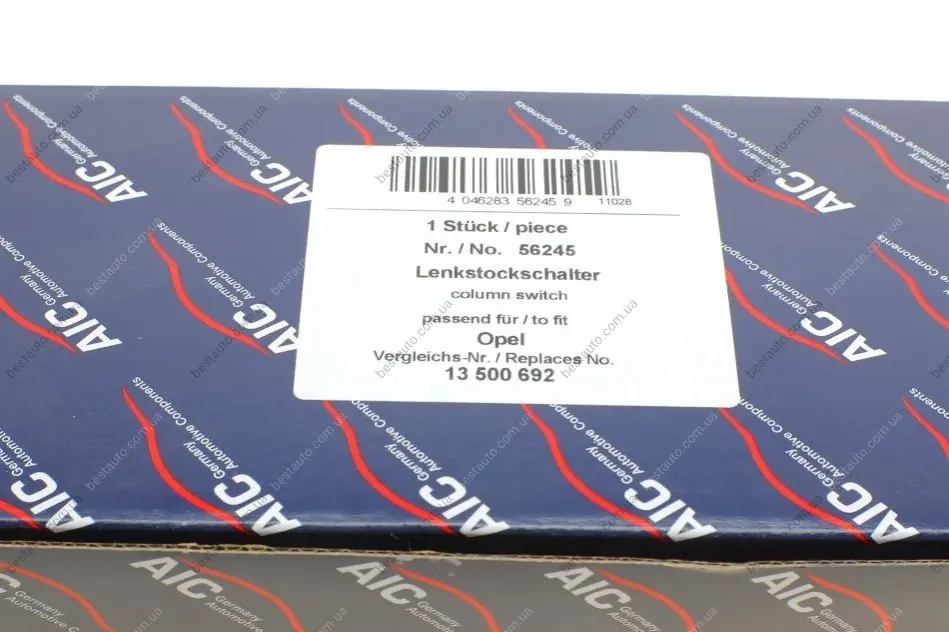 4 046283 56245 9 11028
1 Stück / piece
Nr. / No. 56245
Lenkstockschalter
column switch
passend für / to fit
Opel
Vergleichs-Nr. / Replaces No.
13 500 692
AIC Germany
Automotive Components
bestauto.com.ua